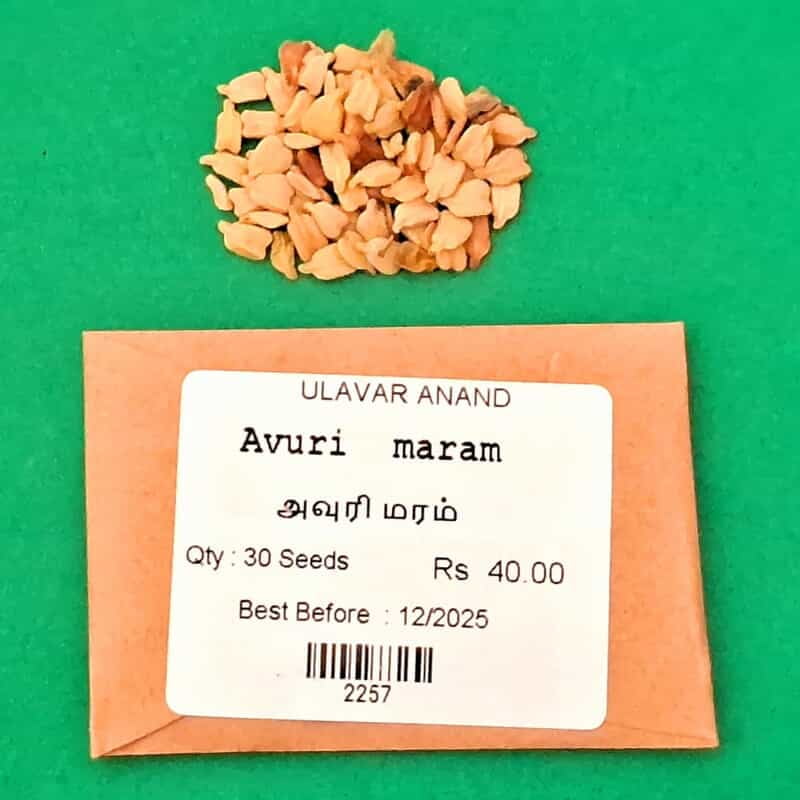 ULAVAR ANAND
Avuri maram
அவுரி மரம்
Qty : 30 Seeds Rs 40.00
Best Before : 12/2025
2257